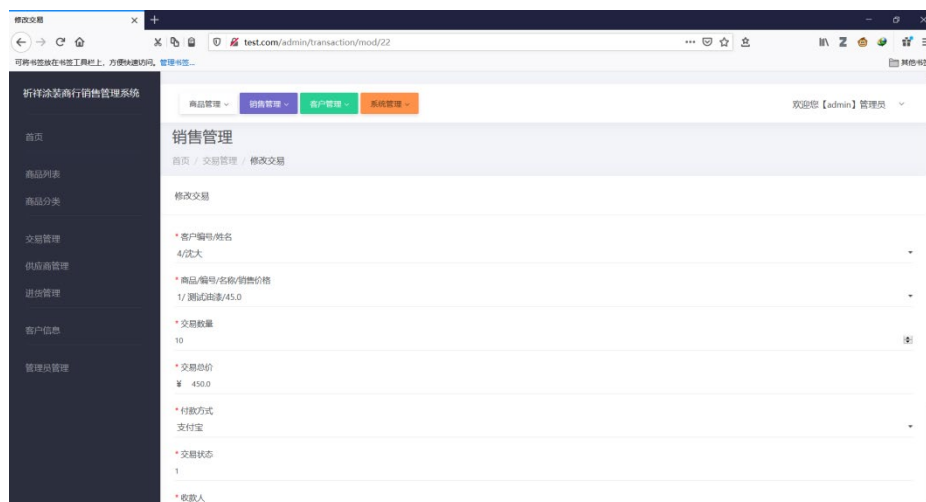 修改交易
test.com/admin/transaction/mod/22
可将书签放在书签工具栏上，方便快速访问。管理书签...
其他书签
祈祥涂装商行销售管理系统
商品管理
销售管理
客户管理
系统管理
欢迎您【admin】管理员
首页
商品列表
商品分类
交易管理
供应商管理
进货管理
客户信息
管理员管理
销售管理
首页 / 交易管理 / 修改交易
修改交易
* 客户编号/姓名
4/沈大
* 商品/编号/名称/销售价格
1/ 测试油漆/45.0
* 交易数量
10
* 交易总价
¥ 450.0
* 付款方式
支付宝
* 交易状态
1
* 收款人